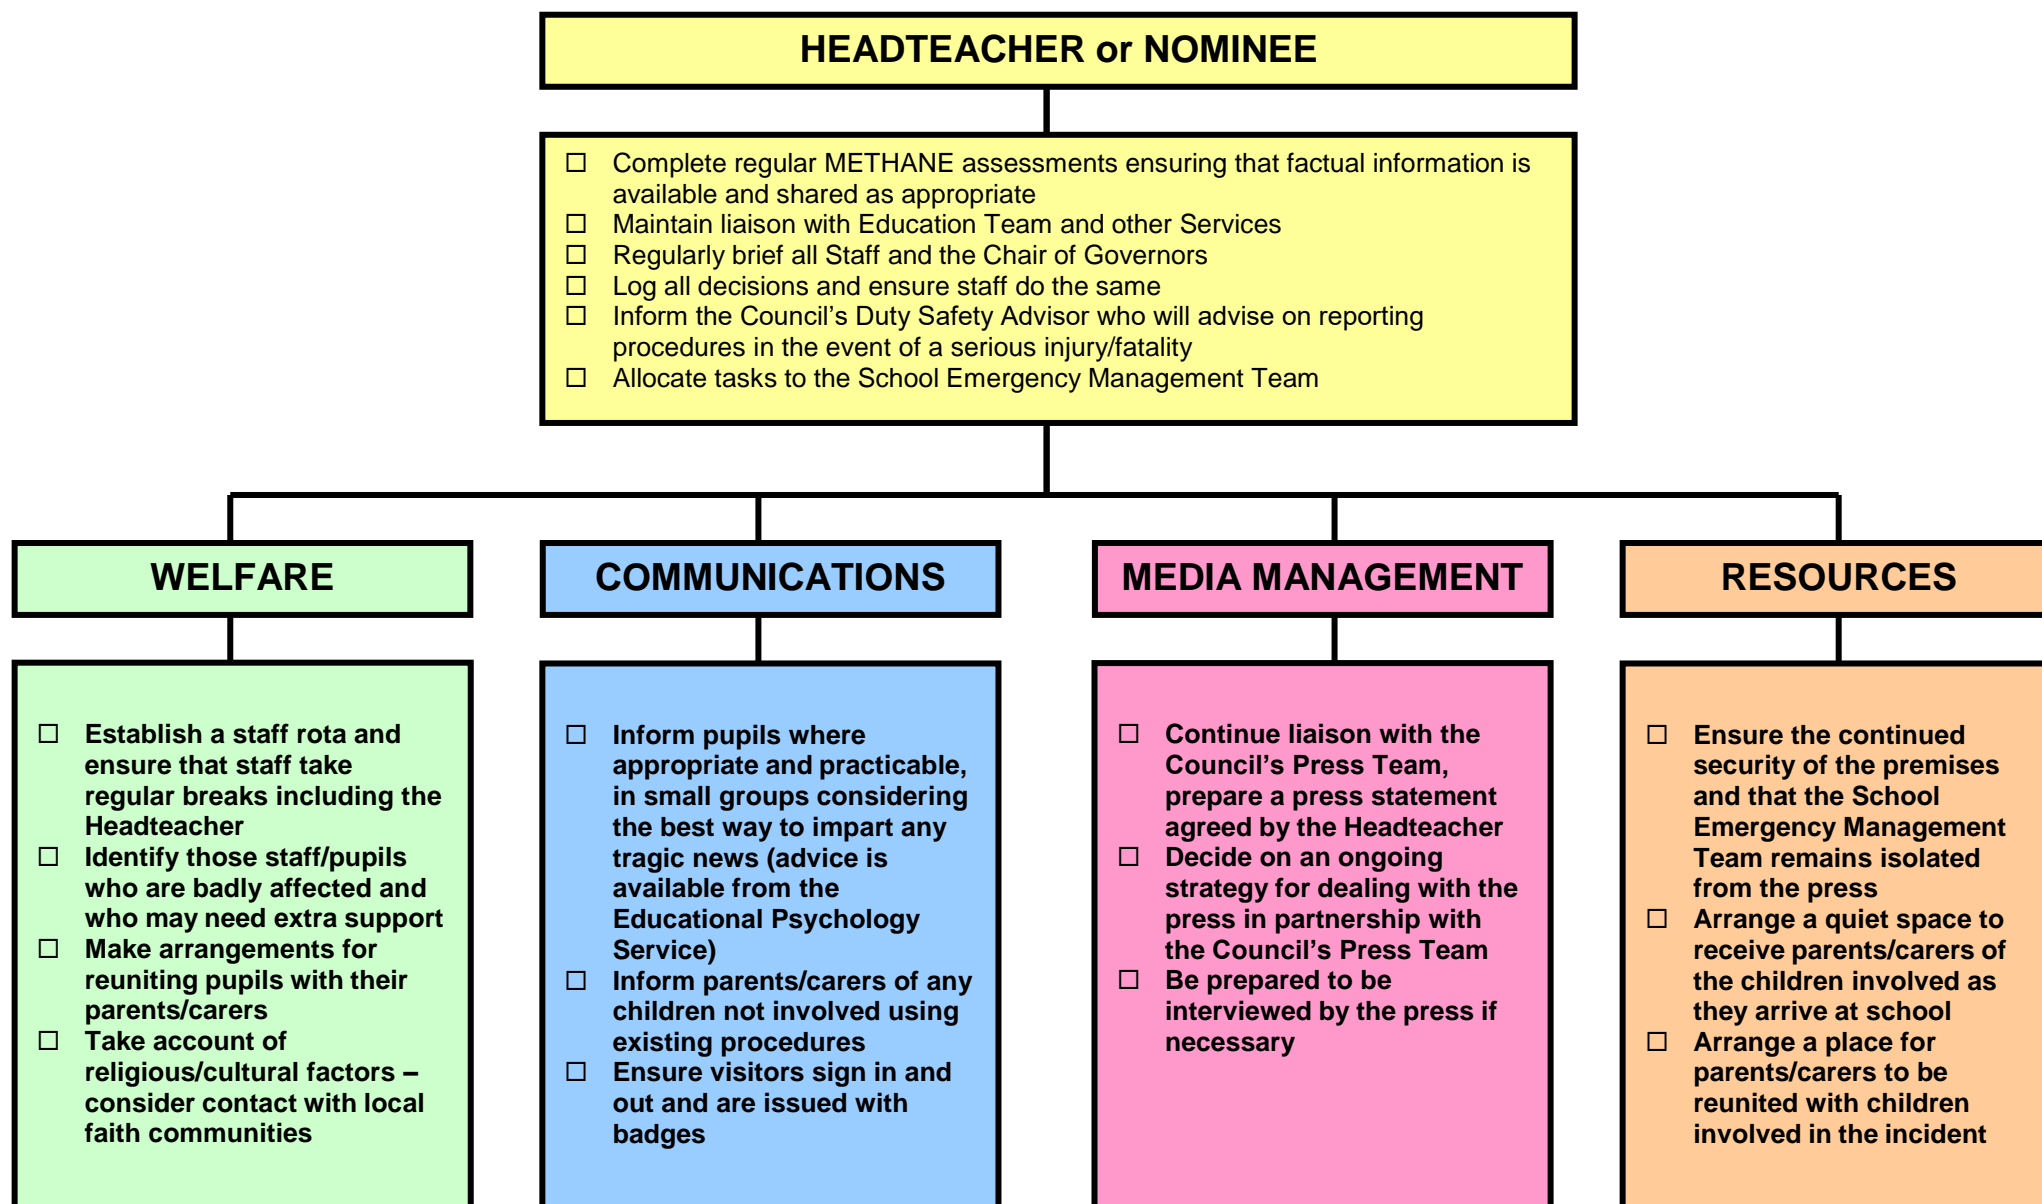 HEADTEACHER or NOMINEE
☐ Complete regular METHANE assessments ensuring that factual information is
available and shared as appropriate
☐ Maintain liaison with Education Team and other Services
☐ Regularly brief all Staff and the Chair of Governors
☐ Log all decisions and ensure staff do the same
☐ Inform the Council’s Duty Safety Advisor who will advise on reporting
procedures in the event of a serious injury/fatality
☐ Allocate tasks to the School Emergency Management Team
WELFARE
☐ Establish a staff rota and
ensure that staff take
regular breaks including the
Headteacher
☐ Identify those staff/pupils
who are badly affected and
who may need extra support
☐ Make arrangements for
reuniting pupils with their
parents/carers
☐ Take account of
religious/cultural factors –
consider contact with local
faith communities
COMMUNICATIONS
☐ Inform pupils where
appropriate and practicable,
in small groups considering
the best way to impart any
tragic news (advice is
available from the
Educational Psychology
Service)
☐ Inform parents/carers of any
children not involved using
existing procedures
☐ Ensure visitors sign in and
out and are issued with
badges
MEDIA MANAGEMENT
☐ Continue liaison with the
Council’s Press Team,
prepare a press statement
agreed by the Headteacher
☐ Decide on an ongoing
strategy for dealing with the
press in partnership with
the Council’s Press Team
☐ Be prepared to be
interviewed by the press if
necessary
RESOURCES
☐ Ensure the continued
security of the premises
and that the School
Emergency Management
Team remains isolated
from the press
☐ Arrange a quiet space to
receive parents/carers of
the children involved as
they arrive at school
☐ Arrange a place for
parents/carers to be
reunited with children
involved in the incident